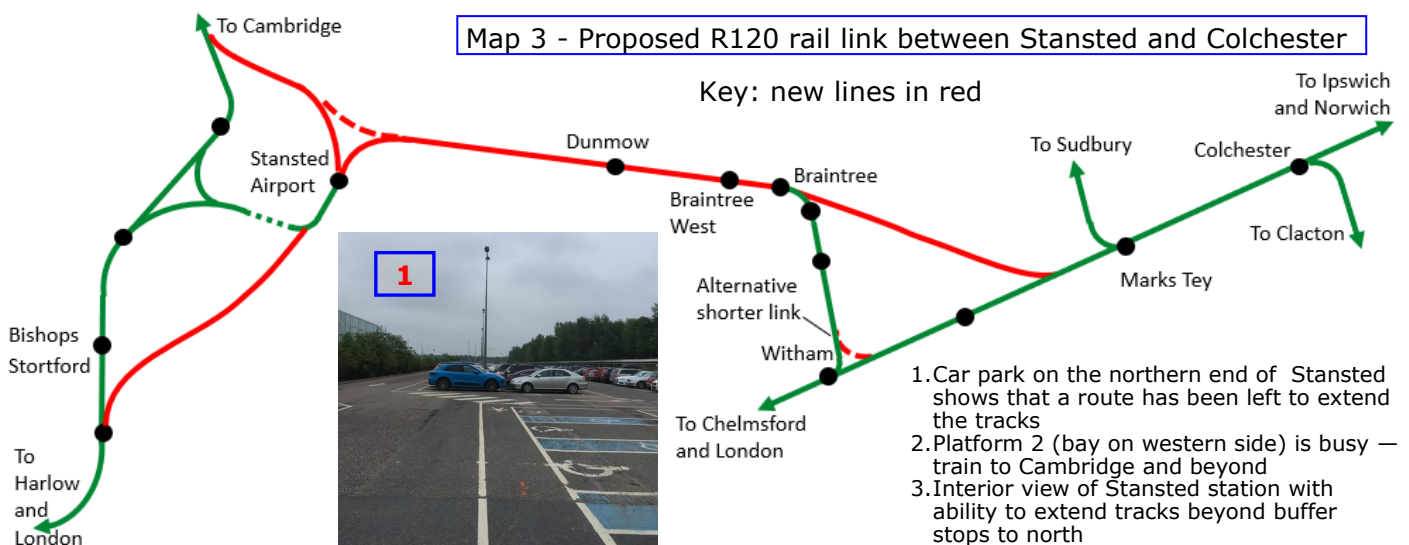 To Cambridge
Map 3 - Proposed R120 rail link between Stansted and Colchester
Key: new lines in red
To Ipswich
and Norwich
To Sudbury
Colchester
Dunmow
Stansted
Airport
Braintree
Braintree
West
To Clacton
Marks Tey
1
Alternative
shorter link
Bishops
Stortford
Witham
To Chelmsford
and London
To
Harlow
and
London
1.Car park on the northern end of Stansted
shows that a route has been left to extend
the tracks
2.Platform 2 (bay on western side) is busy —
train to Cambridge and beyond
3.Interior view of Stansted station with
ability to extend tracks beyond buffer
stops to north